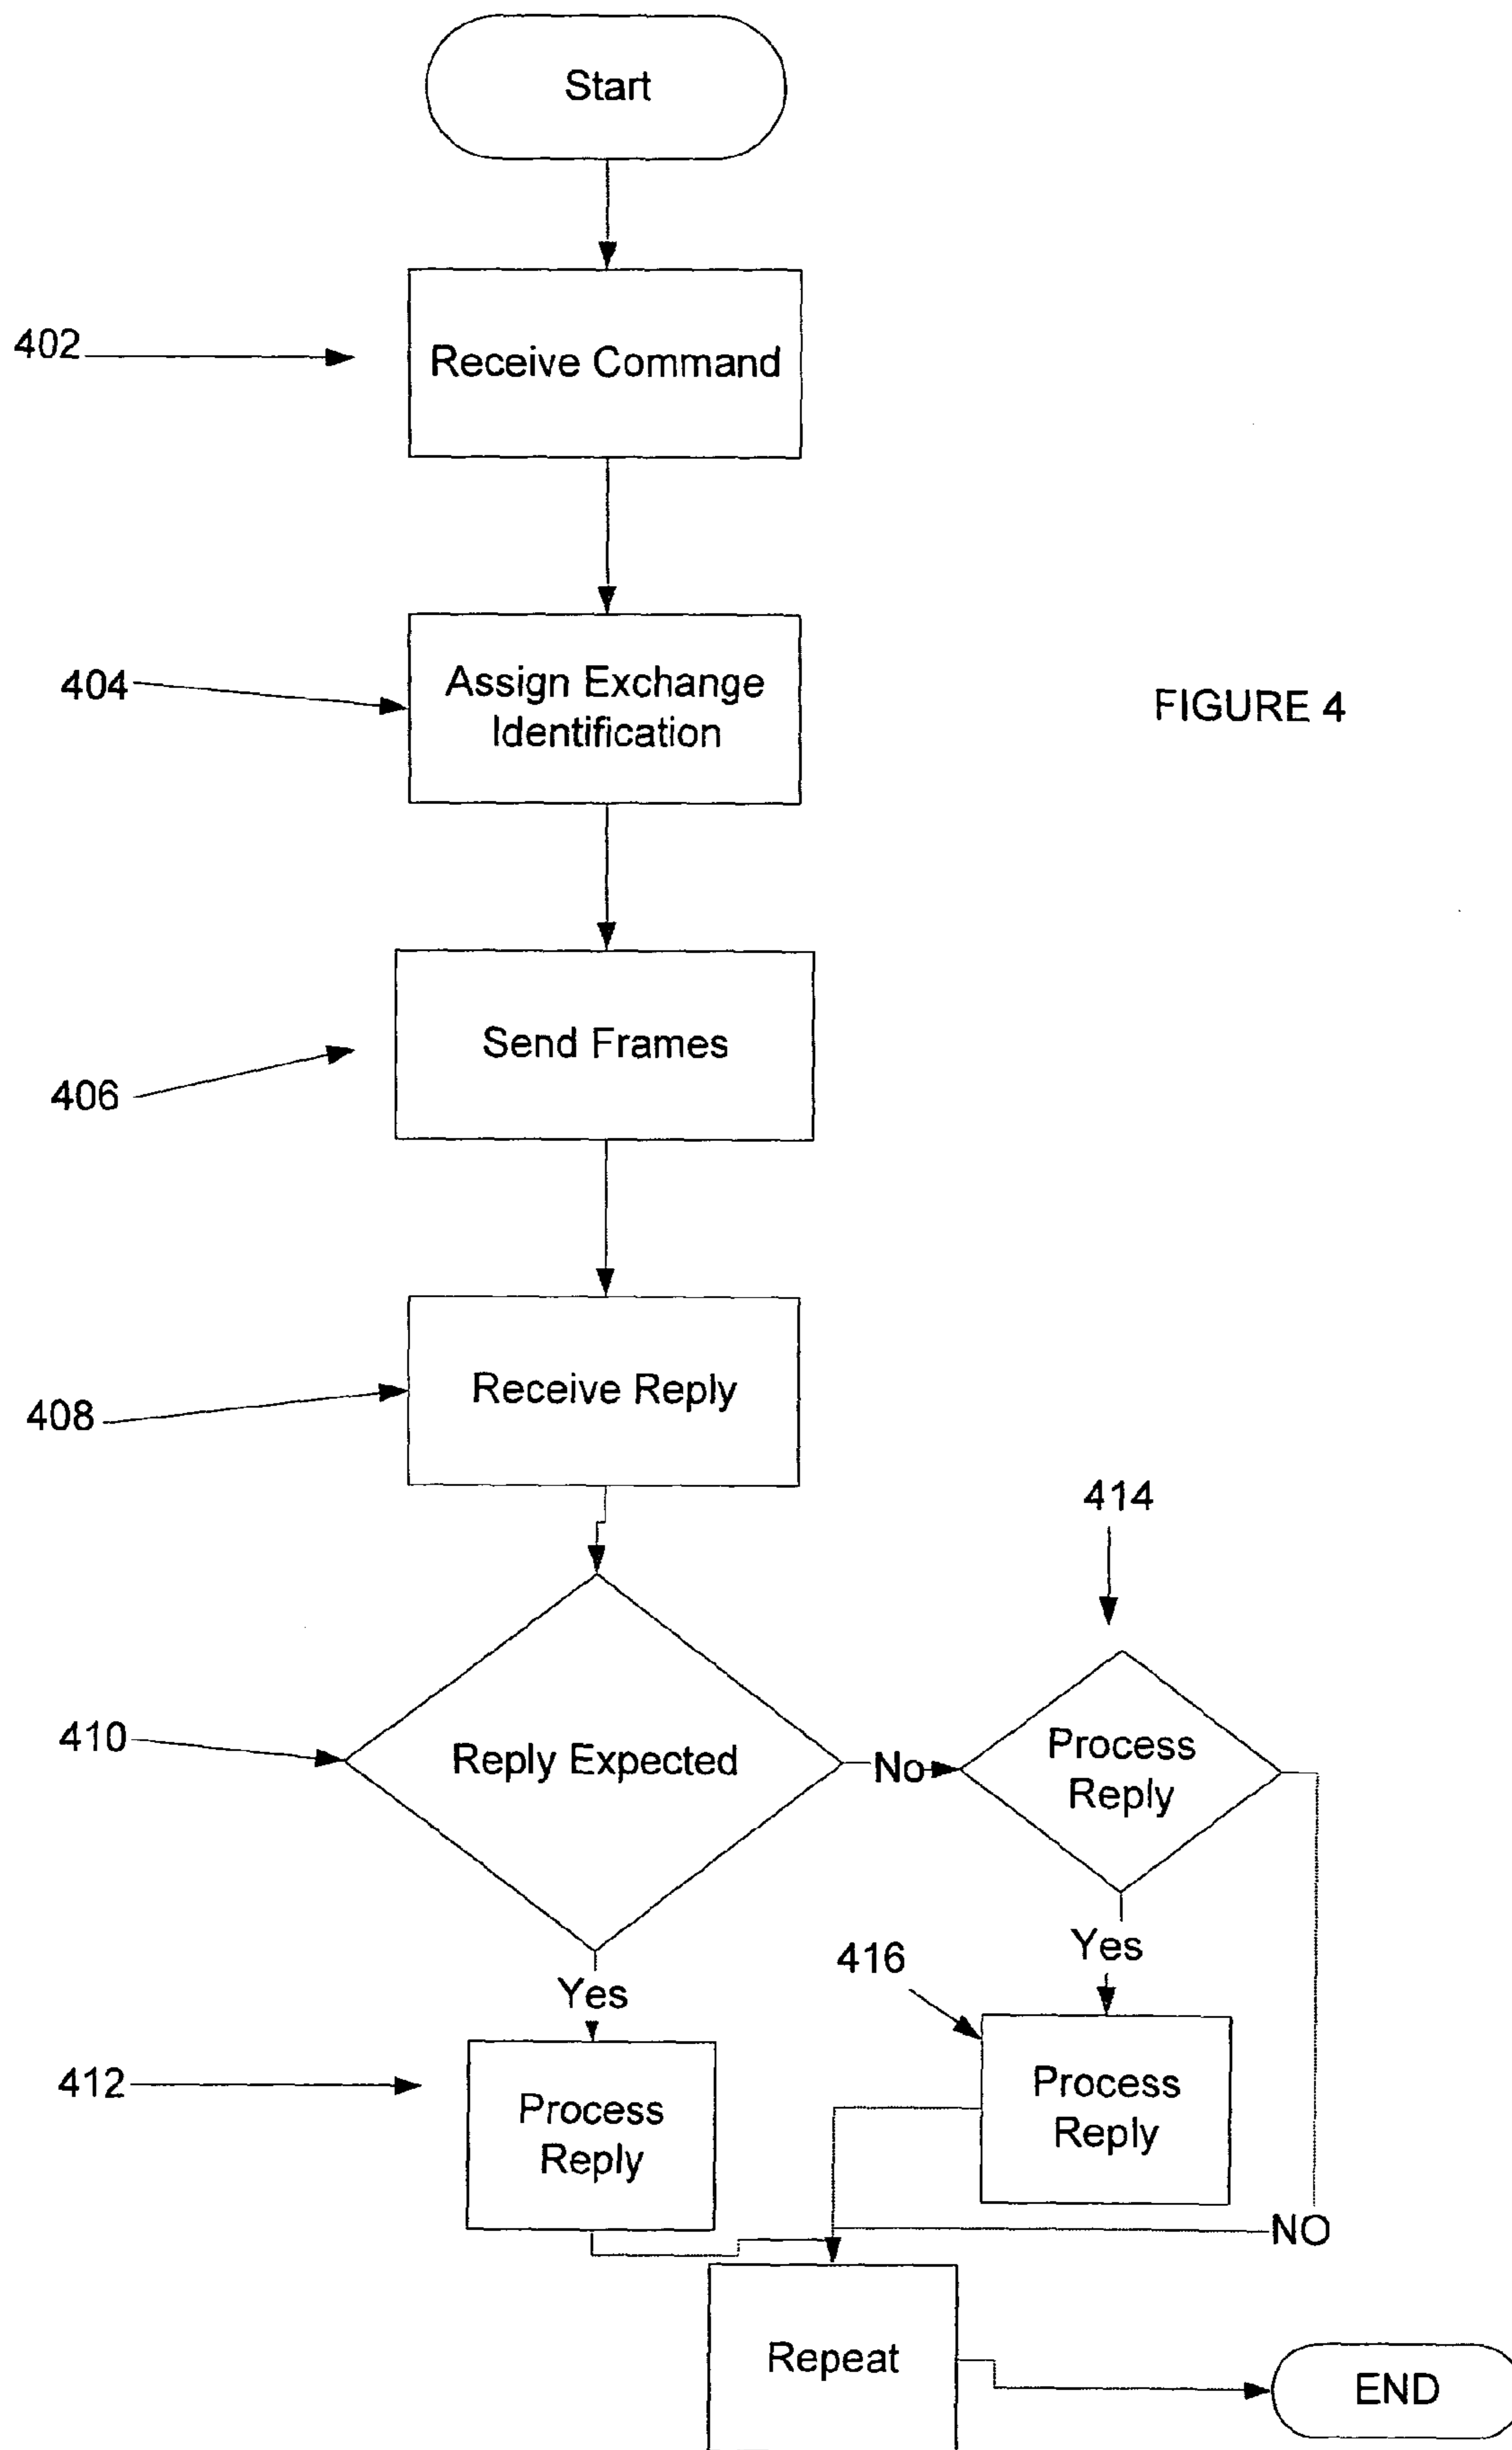 Start
402
Receive Command
404
Assign Exchange
Identification
FIGURE 4
Send Frames
406
Receive Reply
408
414
410
Reply Expected
No
Process
Reply
Yes
416
Yes
412
Process
Reply
Process
Reply
NO
Repeat
END